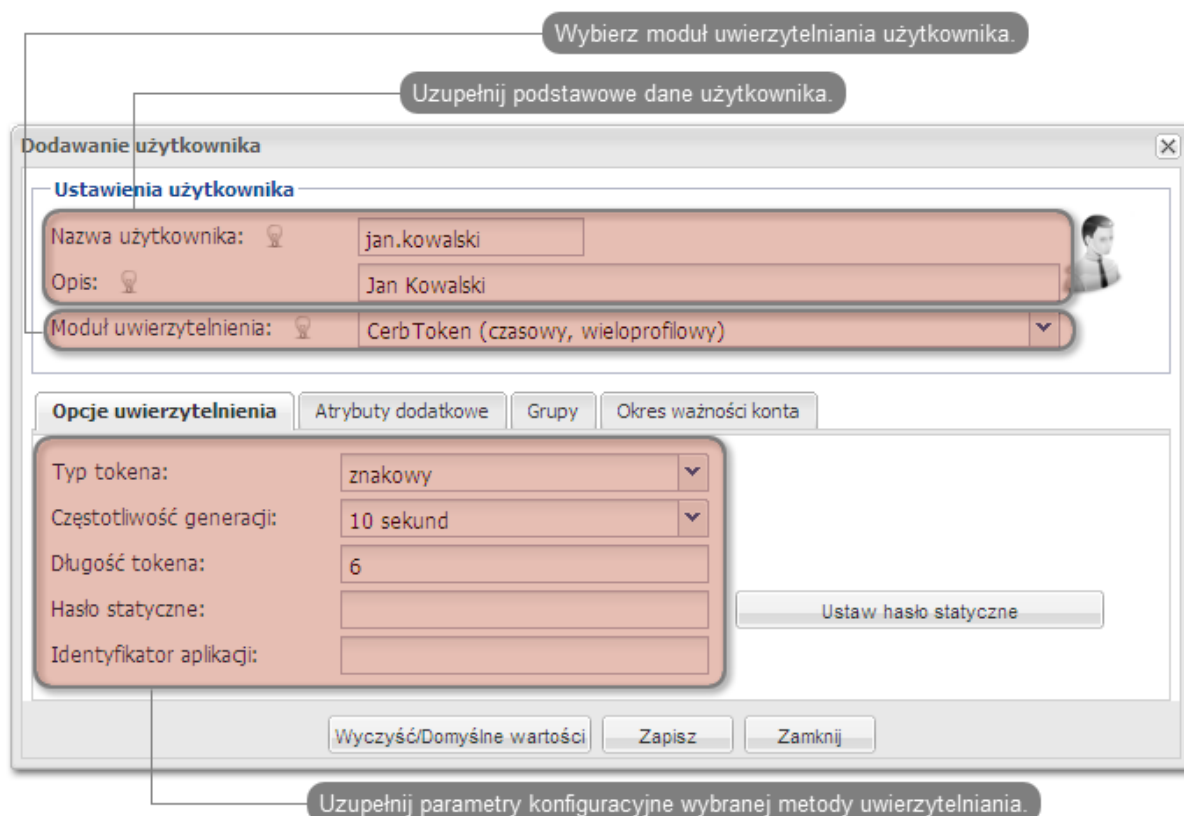 Wybierz moduł uwierzytelniania użytkownika.
Uzupełnij podstawowe dane użytkownika.
Dodawanie użytkownika
Ustawienia użytkownika
Nazwa użytkownika: jan.kowalski
Opis: Jan Kowalski
Moduł uwierzytelnienia: CerbToken (czasowy, wieloprofilowy)
Opcje uwierzytelnienia Atrybuty dodatkowe Grupy Okres ważności konta
Typ tokena: znakowy
Częstotliwość generacji: 10 sekund
Długość tokena: 6
Hasło statyczne: Ustaw hasło statyczne
Identyfikator aplikacji:
Wyczyść/Domyślne wartości Zapisz Zamknij
Uzupełnij parametry konfiguracyjne wybranej metody uwierzytelniania.